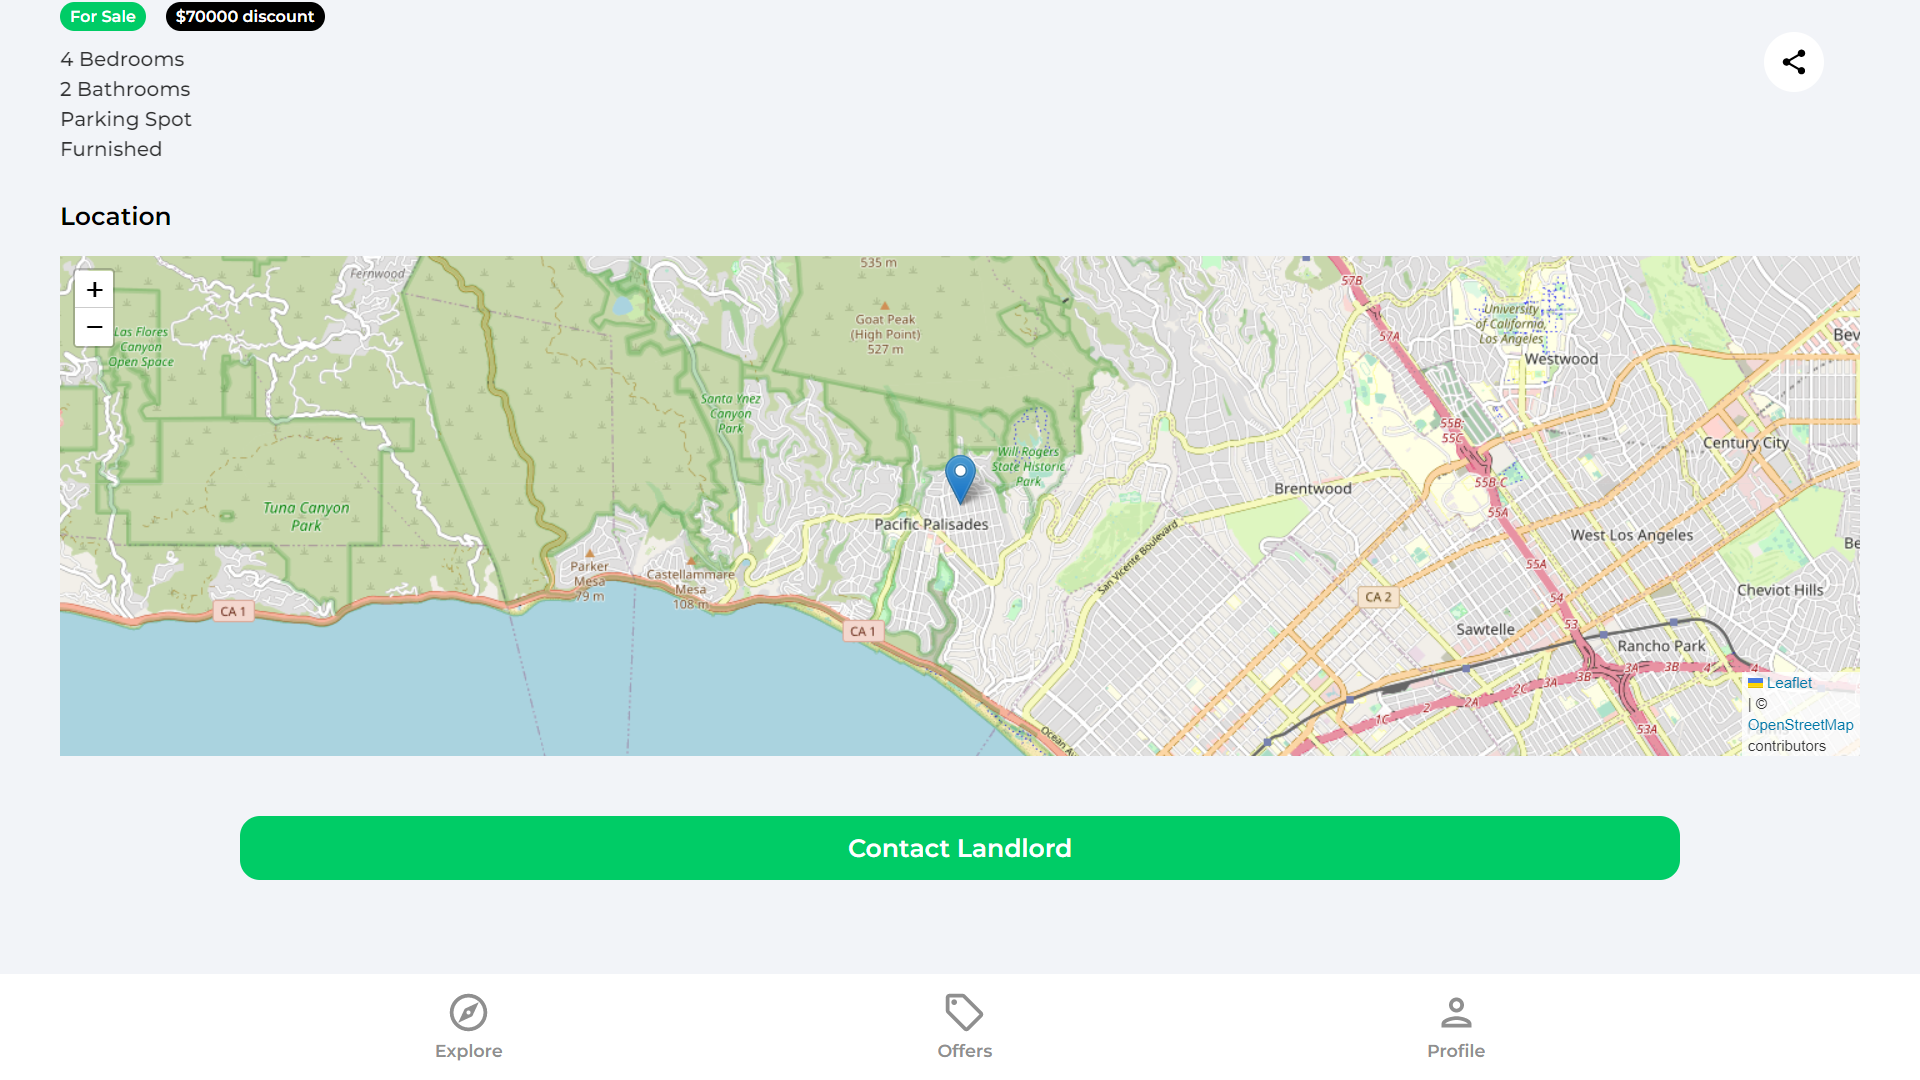 For Sale
$70000 discount
4 Bedrooms
2 Bathrooms
Parking Spot
Furnished
Location
+
−
Fernwood
Las Flores
Canyon
Open Space
535 m
Goat Peak
(High Point)
527 m
Santa Ynez
Canyon
Park
Will Rogers
State Historic
Park
Tuna Canyon
Park
Pacific Palisades
Parker
Mesa
79 m
Castellammare
Mesa
108 m
CA 1
CA 1
San Vicente Boulevard
Ocean Av
Brentwood
57B
57A
University
of California,
Los Angeles
Westwood
Bev
55B;
55C
Century City
55B C
55A
West Los Angeles
Be
55A
Cheviot Hills
CA 2
54
53
Sawtelle
Rancho Park
3A
3B
4
4
3B
3A
2C
2A
2
1C
53A
Leaflet
| ©
OpenStreetMap
contributors
Contact Landlord
Explore
Offers
Profile